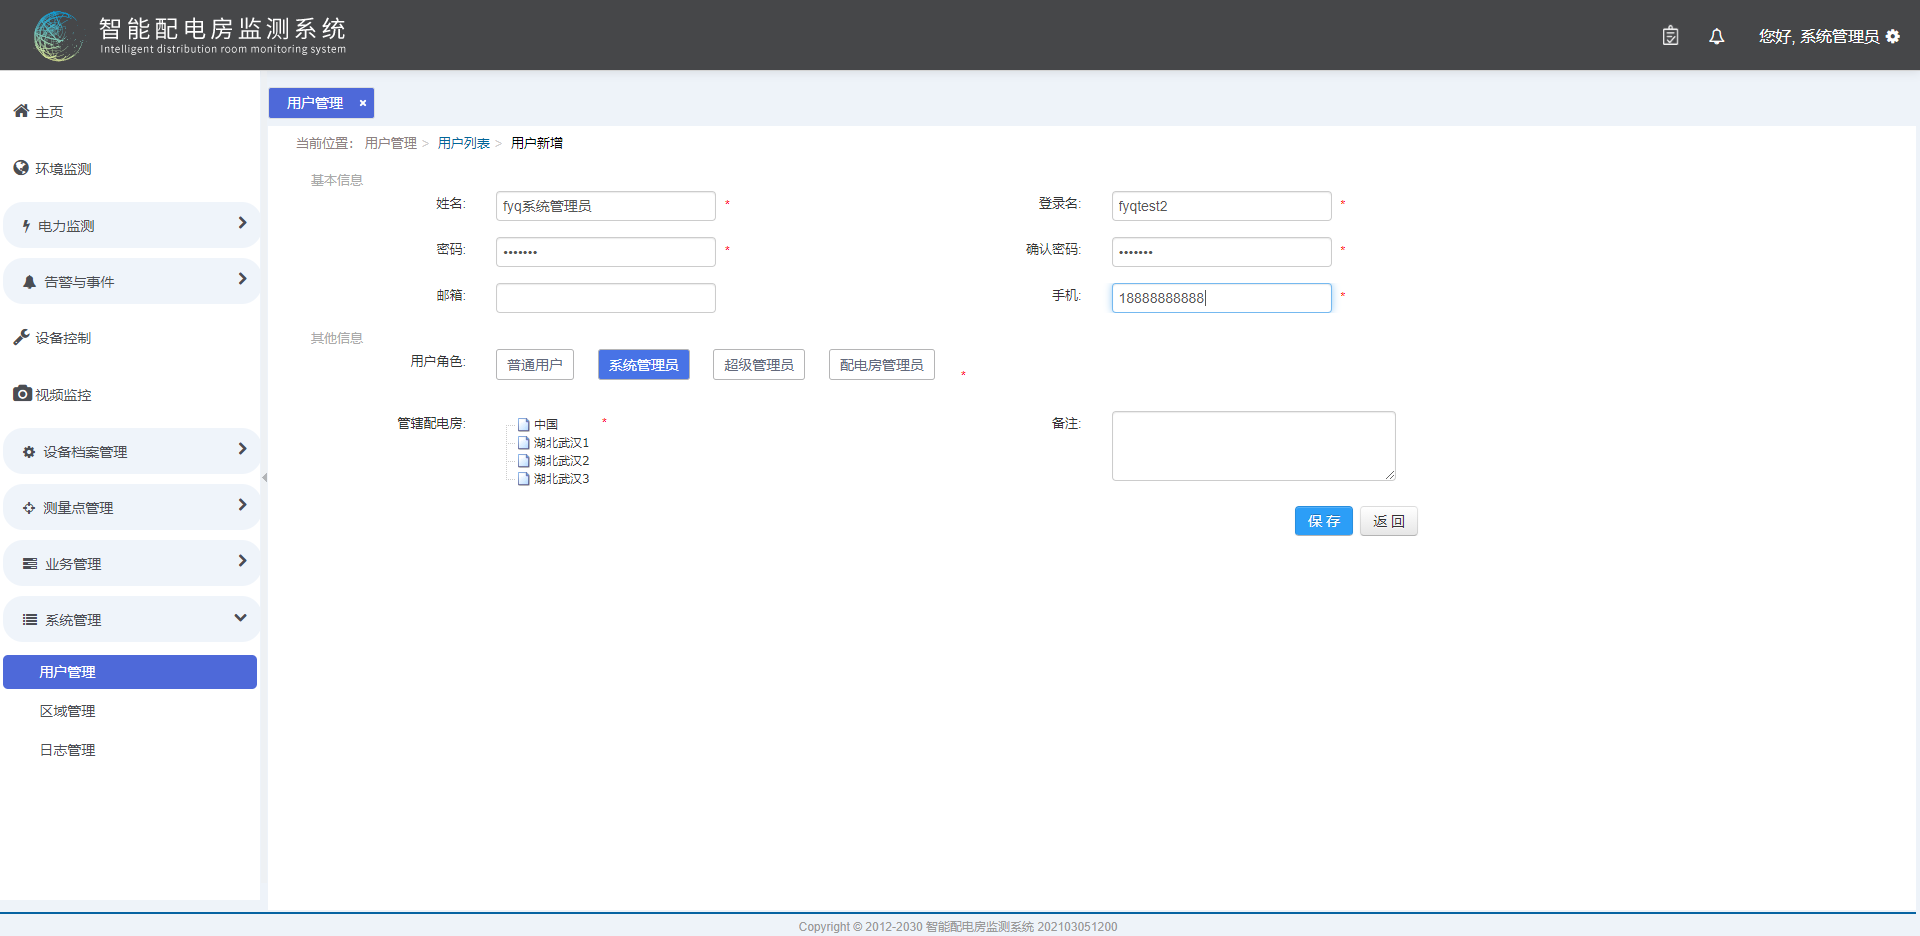 智能配电房监测系统
Intelligent distribution room monitoring system
您好, 系统管理员
主页
环境监测
电力监测
告警与事件
设备控制
视频监控
设备档案管理
测量点管理
业务管理
系统管理
用户管理
区域管理
日志管理
用户管理 ×
当前位置： 用户管理 > 用户列表 > 用户新增
基本信息
姓名: fyq系统管理员 * 登录名: fyqtest2 *
密码: ••••••• * 确认密码: ••••••• *
邮箱: 手机: 18888888888 *
其他信息
用户角色: 普通用户 系统管理员 超级管理员 配电房管理员 *
管辖配电房: 中国 * 备注:
湖北武汉1
湖北武汉2
湖北武汉3
保 存 返 回
Copyright © 2012-2030 智能配电房监测系统 202103051200